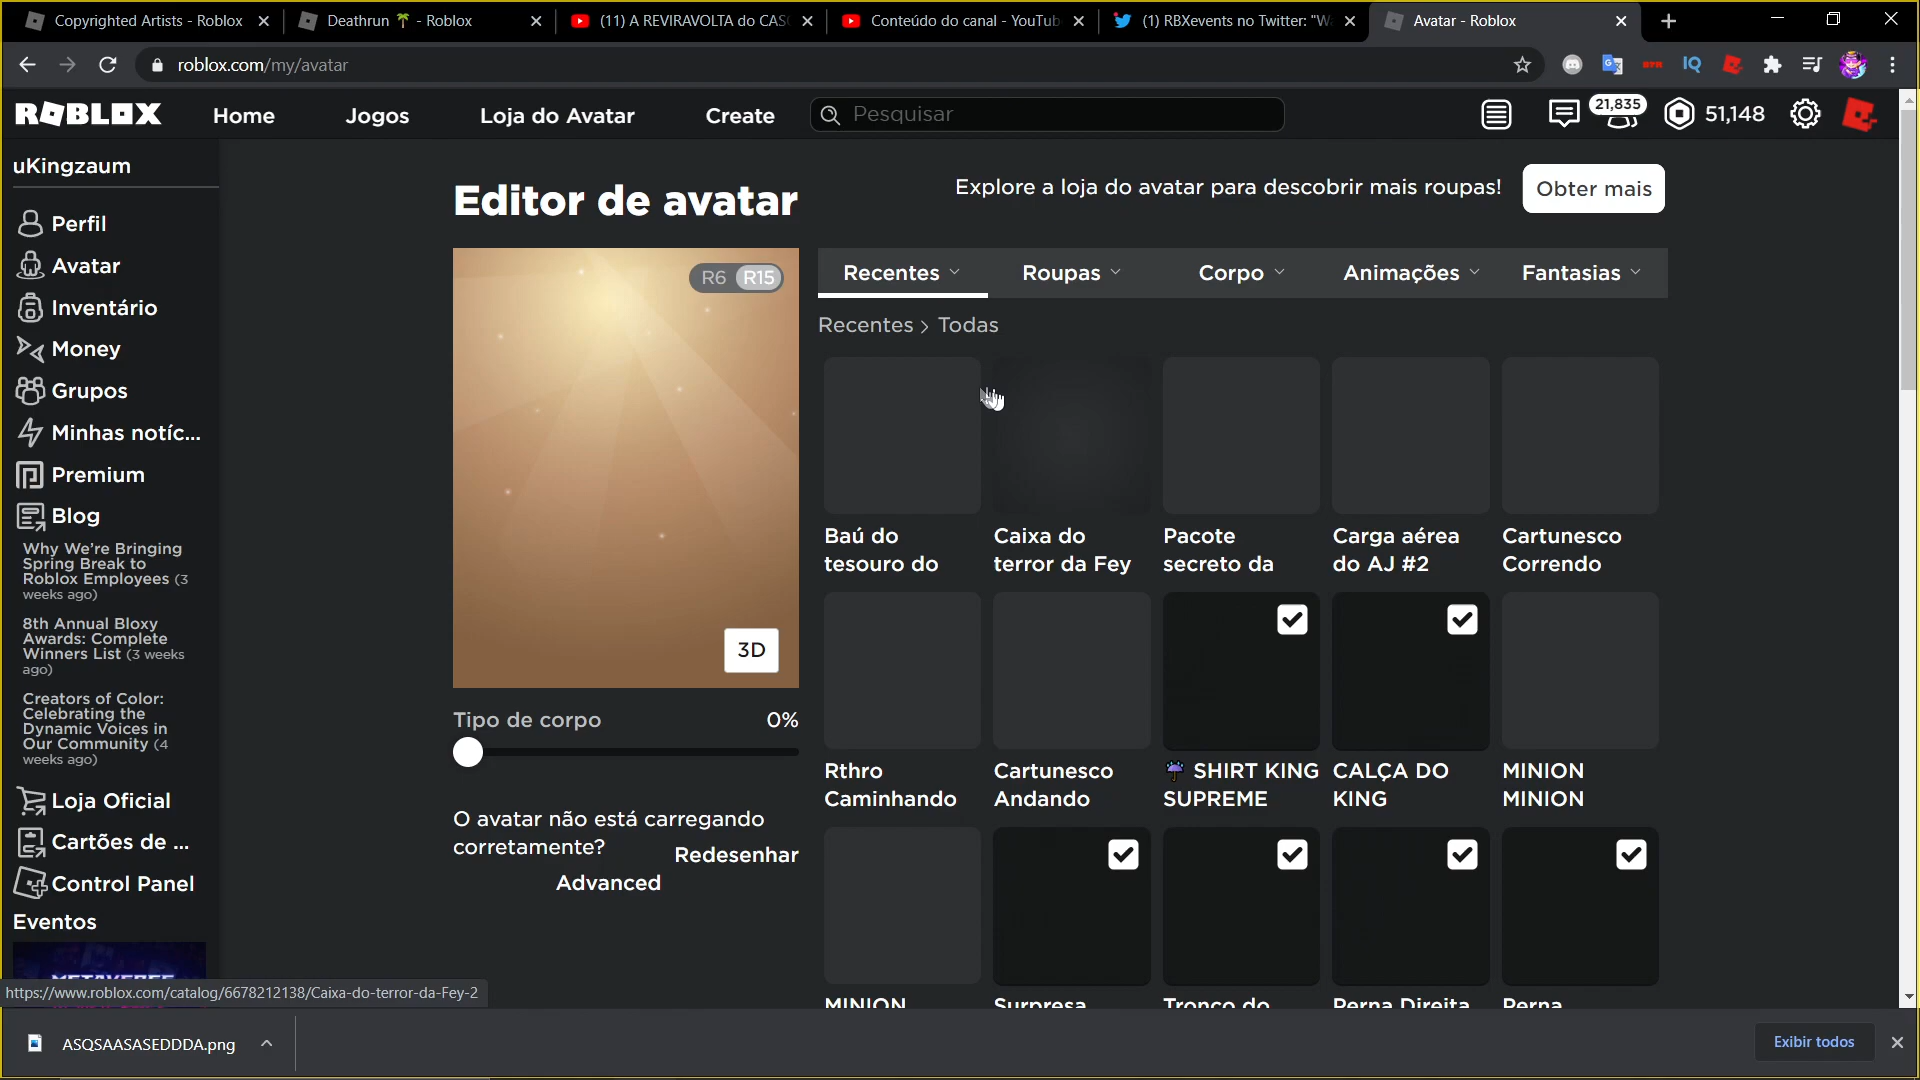 Copyrighted Artists - Roblox
Deathrun 🌴 - Roblox
(11) A REVIRAVOLTA do CAS
Conteúdo do canal - YouTub
(1) RBXevents no Twitter: "W
Avatar - Roblox
roblox.com/my/avatar
ROBLOX
Home
Jogos
Loja do Avatar
Create
Pesquisar
21,835
51,148
uKingzaum
Perfil
Avatar
Inventário
Money
Grupos
Minhas notíc...
Premium
Blog
Why We're Bringing
Spring Break to
Roblox Employees (3
weeks ago)
8th Annual Bloxy
Awards: Complete
Winners List (3 weeks
ago)
Creators of Color:
Celebrating the
Dynamic Voices in
Our Community (4
weeks ago)
Loja Oficial
Cartões de ...
Control Panel
Eventos
METAVERSE
Editor de avatar
Explore a loja do avatar para descobrir mais roupas!
Obter mais
R6 R15
3D
Tipo de corpo 0%
O avatar não está carregando
corretamente?
Redesenhar
Advanced
Recentes
Roupas
Corpo
Animações
Fantasias
Recentes > Todas
Baú do
tesouro do
Caixa do
terror da Fey
Pacote
secreto da
Carga aérea
do AJ #2
Cartunesco
Correndo
Rthro
Caminhando
Cartunesco
Andando
☔ SHIRT KING
SUPREME
CALÇA DO
KING
MINION
MINION
MINION
Surpresa
Tronco do
Perna Direita
Perna
https://www.roblox.com/catalog/6678212138/Caixa-do-terror-da-Fey-2
ASQSAASASEDDDA.png
Exibir todos